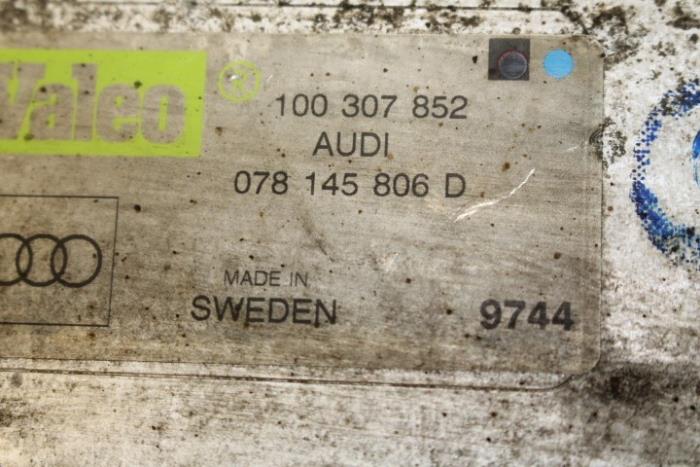 Valeo ®
100 307 852
AUDI
078 145 806 D
MADE IN
SWEDEN
9744